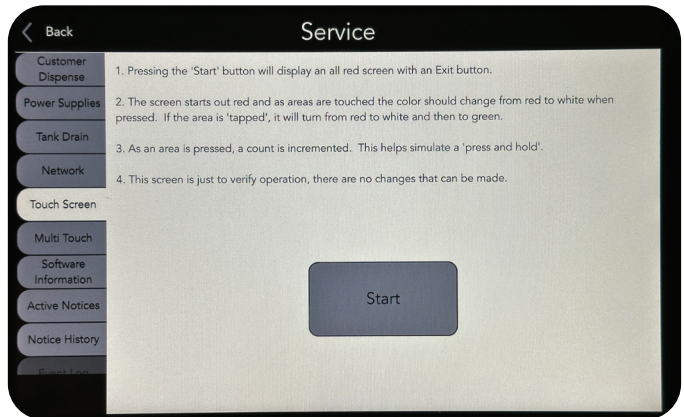 Back
Service
Customer
Dispense
Power Supplies
Tank Drain
Network
Touch Screen
Multi Touch
Software
Information
Active Notices
Notice History
Event Log
1. Pressing the 'Start' button will display an all red screen with an Exit button.
2. The screen starts out red and as areas are touched the color should change from red to white when
pressed. If the area is 'tapped', it will turn from red to white and then to green.
3. As an area is pressed, a count is incremented. This helps simulate a 'press and hold'.
4. This screen is just to verify operation, there are no changes that can be made.
Start